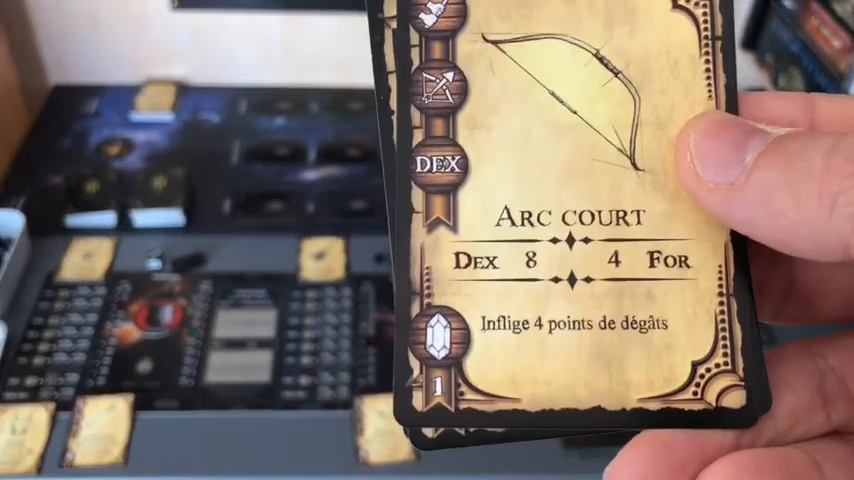 DEX
ARC COURT
DEX 8 4 FOR
Inflige 4 points de dégâts
1